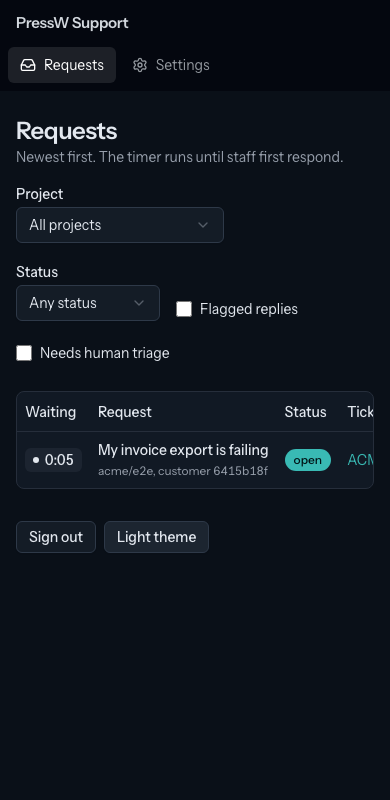 PressW Support
Requests Settings
Requests
Newest first. The timer runs until staff first respond.
Project
All projects
Status
Any status
Flagged replies
Needs human triage
Waiting Request Status Tick
0:05 My invoice export is failing open ACM
acme/e2e, customer 6415b18f
Sign out Light theme